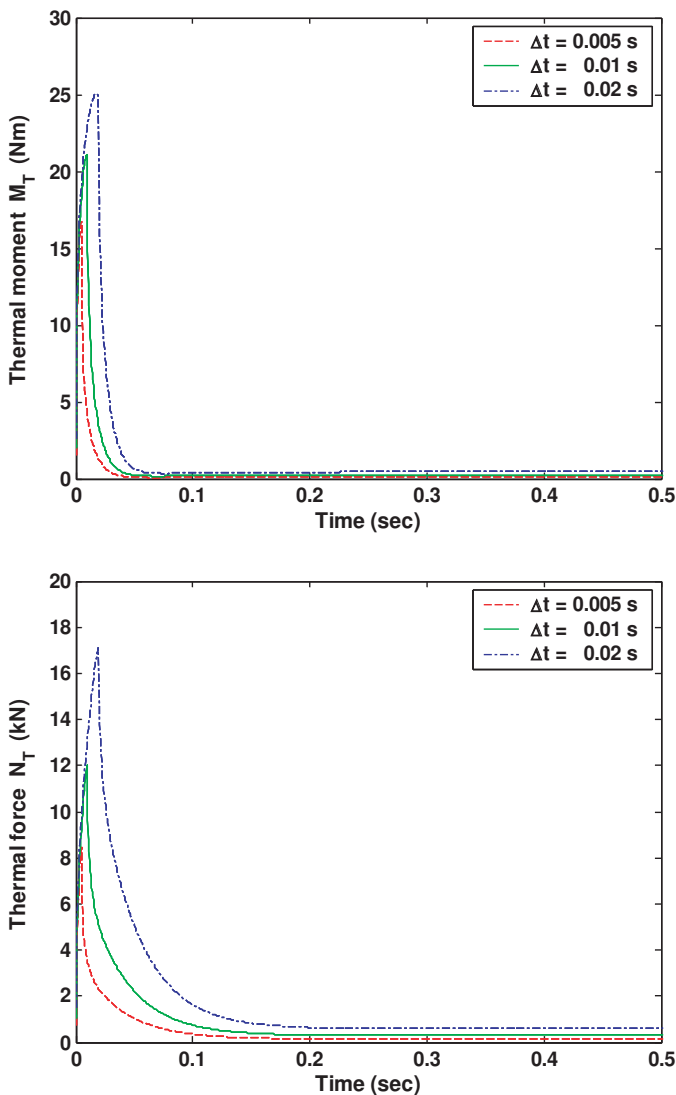 30
25
20
15
10
5
0
Thermal moment M_T (Nm)
Δt = 0.005 s
Δt = 0.01 s
Δt = 0.02 s
0 0.1 0.2 0.3 0.4 0.5
Time (sec)
20
18
16
14
12
10
8
6
4
2
0
Thermal force N_T (kN)
Δt = 0.005 s
Δt = 0.01 s
Δt = 0.02 s
0 0.1 0.2 0.3 0.4 0.5
Time (sec)